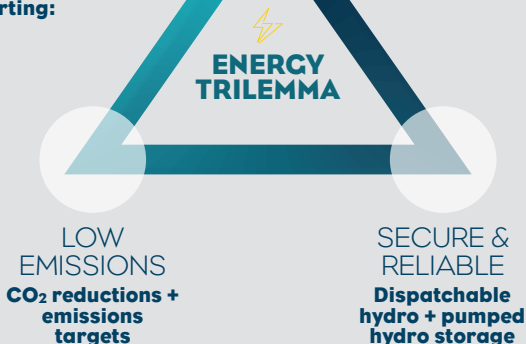 rting:
ENERGY
TRILEMMA
LOW
EMISSIONS
CO₂ reductions +
emissions
targets
SECURE &
RELIABLE
Dispatchable
hydro + pumped
hydro storage